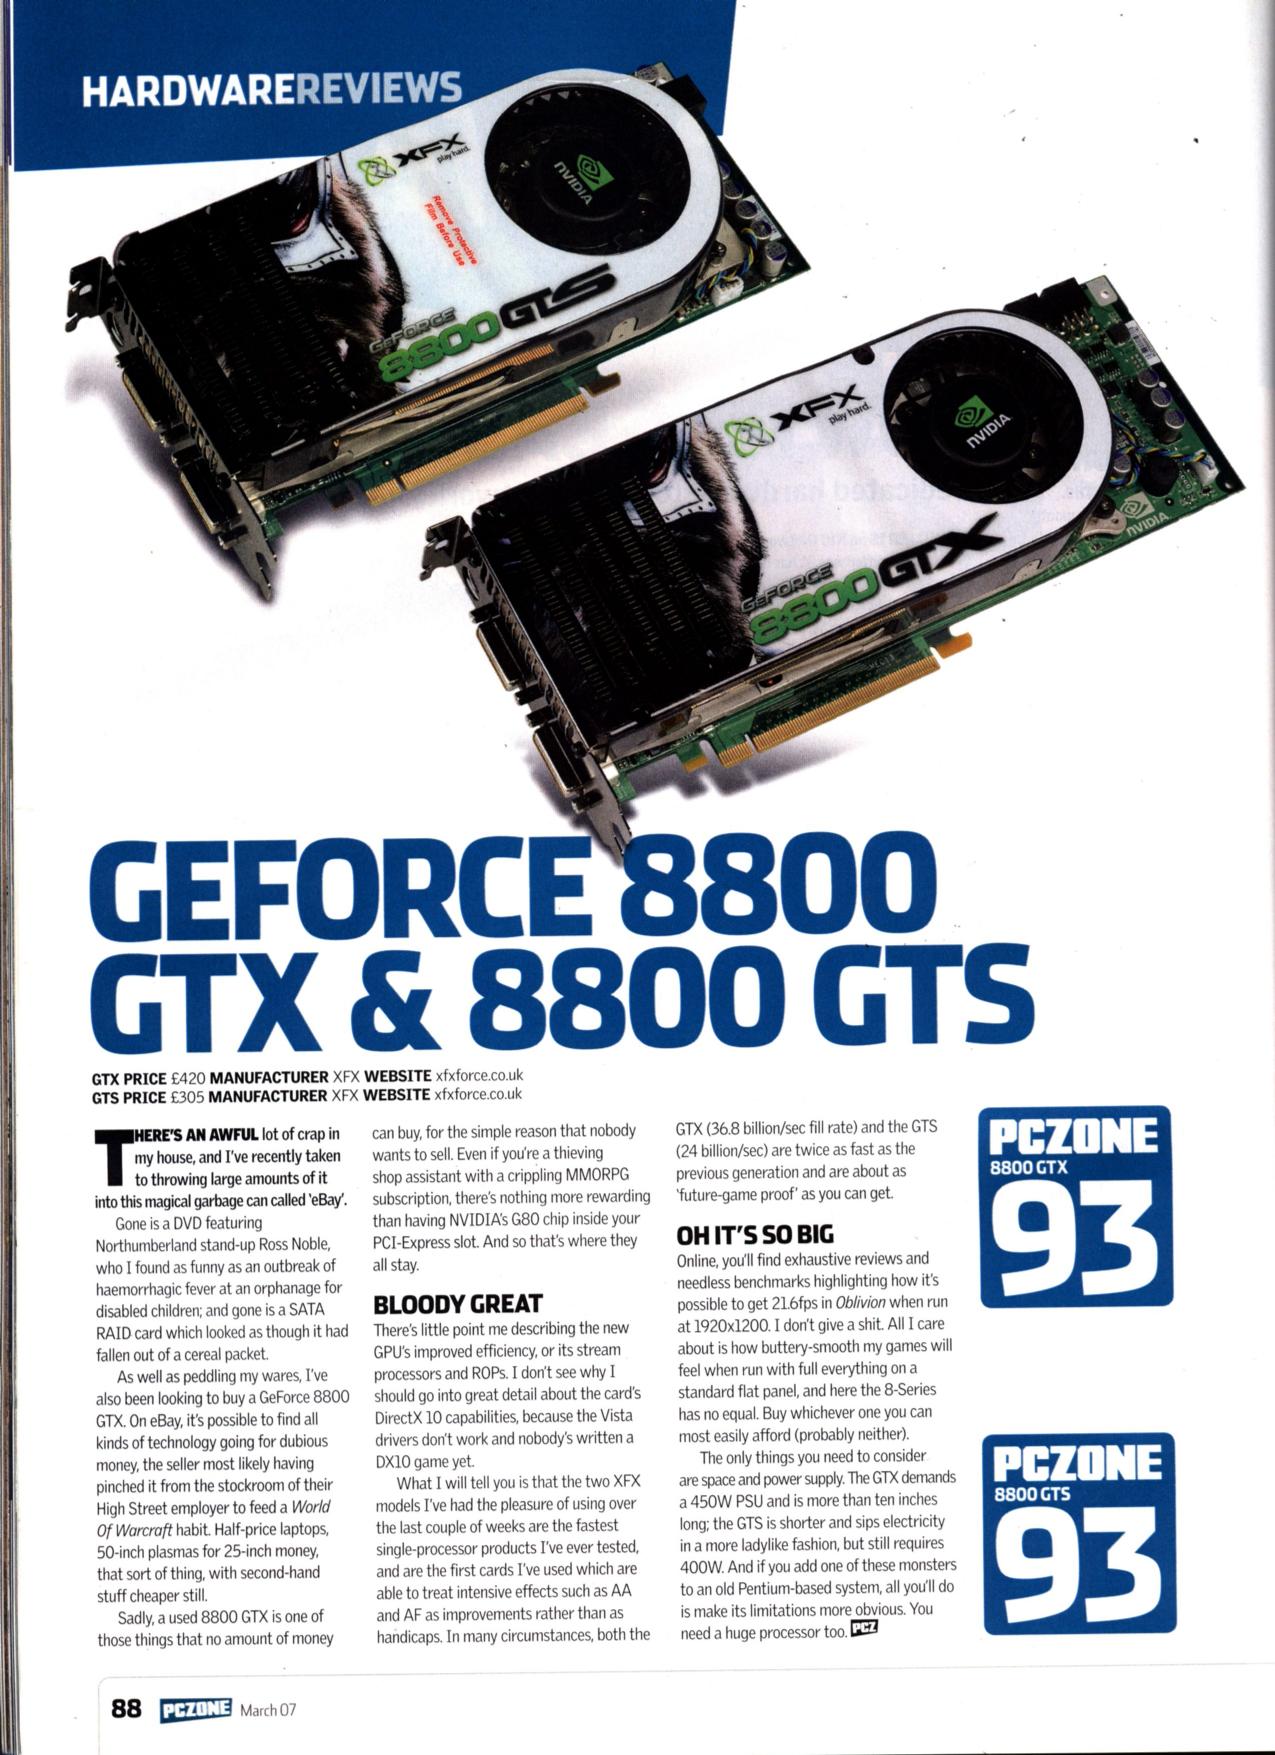 HARDWAREREVIEWS
XFX
play hard.
NVIDIA
Remove Protective
Film Before Use
GEFORCE
8800 GTS
XFX
play hard.
NVIDIA
GEFORCE
8800 GTX
NVIDIA
GEFORCE 8800
GTX & 8800 GTS
GTX PRICE £420 MANUFACTURER XFX WEBSITE xfxforce.co.uk
GTS PRICE £305 MANUFACTURER XFX WEBSITE xfxforce.co.uk
THERE'S AN AWFUL lot of crap in
my house, and I've recently taken
to throwing large amounts of it
into this magical garbage can called 'eBay'.
Gone is a DVD featuring
Northumberland stand-up Ross Noble,
who I found as funny as an outbreak of
haemorrhagic fever at an orphanage for
disabled children; and gone is a SATA
RAID card which looked as though it had
fallen out of a cereal packet.
As well as peddling my wares, I've
also been looking to buy a GeForce 8800
GTX. On eBay, it's possible to find all
kinds of technology going for dubious
money, the seller most likely having
pinched it from the stockroom of their
High Street employer to feed a World
Of Warcraft habit. Half-price laptops,
50-inch plasmas for 25-inch money,
that sort of thing, with second-hand
stuff cheaper still.
Sadly, a used 8800 GTX is one of
those things that no amount of money
can buy, for the simple reason that nobody
wants to sell. Even if you're a thieving
shop assistant with a crippling MMORPG
subscription, there's nothing more rewarding
than having NVIDIA's G80 chip inside your
PCI-Express slot. And so that's where they
all stay.
BLOODY GREAT
There's little point me describing the new
GPU's improved efficiency, or its stream
processors and ROPs. I don't see why I
should go into great detail about the card's
DirectX 10 capabilities, because the Vista
drivers don't work and nobody's written a
DX10 game yet.
What I will tell you is that the two XFX
models I've had the pleasure of using over
the last couple of weeks are the fastest
single-processor products I've ever tested,
and are the first cards I've used which are
able to treat intensive effects such as AA
and AF as improvements rather than as
handicaps. In many circumstances, both the
GTX (36.8 billion/sec fill rate) and the GTS
(24 billion/sec) are twice as fast as the
previous generation and are about as
'future-game proof' as you can get.
OH IT'S SO BIG
Online, you'll find exhaustive reviews and
needless benchmarks highlighting how it's
possible to get 21.6fps in Oblivion when run
at 1920x1200. I don't give a shit. All I care
about is how buttery-smooth my games will
feel when run with full everything on a
standard flat panel, and here the 8-Series
has no equal. Buy whichever one you can
most easily afford (probably neither).
The only things you need to consider
are space and power supply. The GTX demands
a 450W PSU and is more than ten inches
long; the GTS is shorter and sips electricity
in a more ladylike fashion, but still requires
400W. And if you add one of these monsters
to an old Pentium-based system, all you'll do
is make its limitations more obvious. You
need a huge processor too. PCZ
PCZONE
8800 GTX
93
PCZONE
8800 GTS
93
88 PCZONE March 07